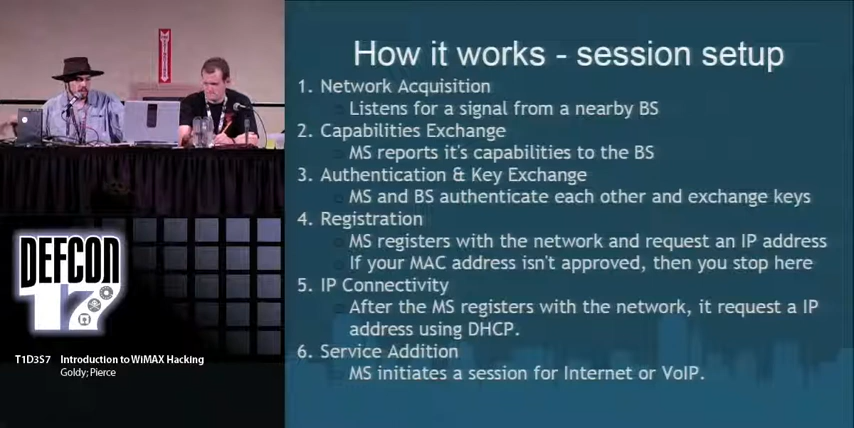 How it works - session setup
1. Network Acquisition
Listens for a signal from a nearby BS
2. Capabilities Exchange
MS reports it's capabilities to the BS
3. Authentication & Key Exchange
MS and BS authenticate each other and exchange keys
4. Registration
MS registers with the network and request an IP address
If your MAC address isn't approved, then you stop here
5. IP Connectivity
After the MS registers with the network, it request a IP
address using DHCP.
6. Service Addition
MS initiates a session for Internet or VoIP.
DEFCON
17
T1D3S7 Introduction to WiMAX Hacking
Goldy; Pierce